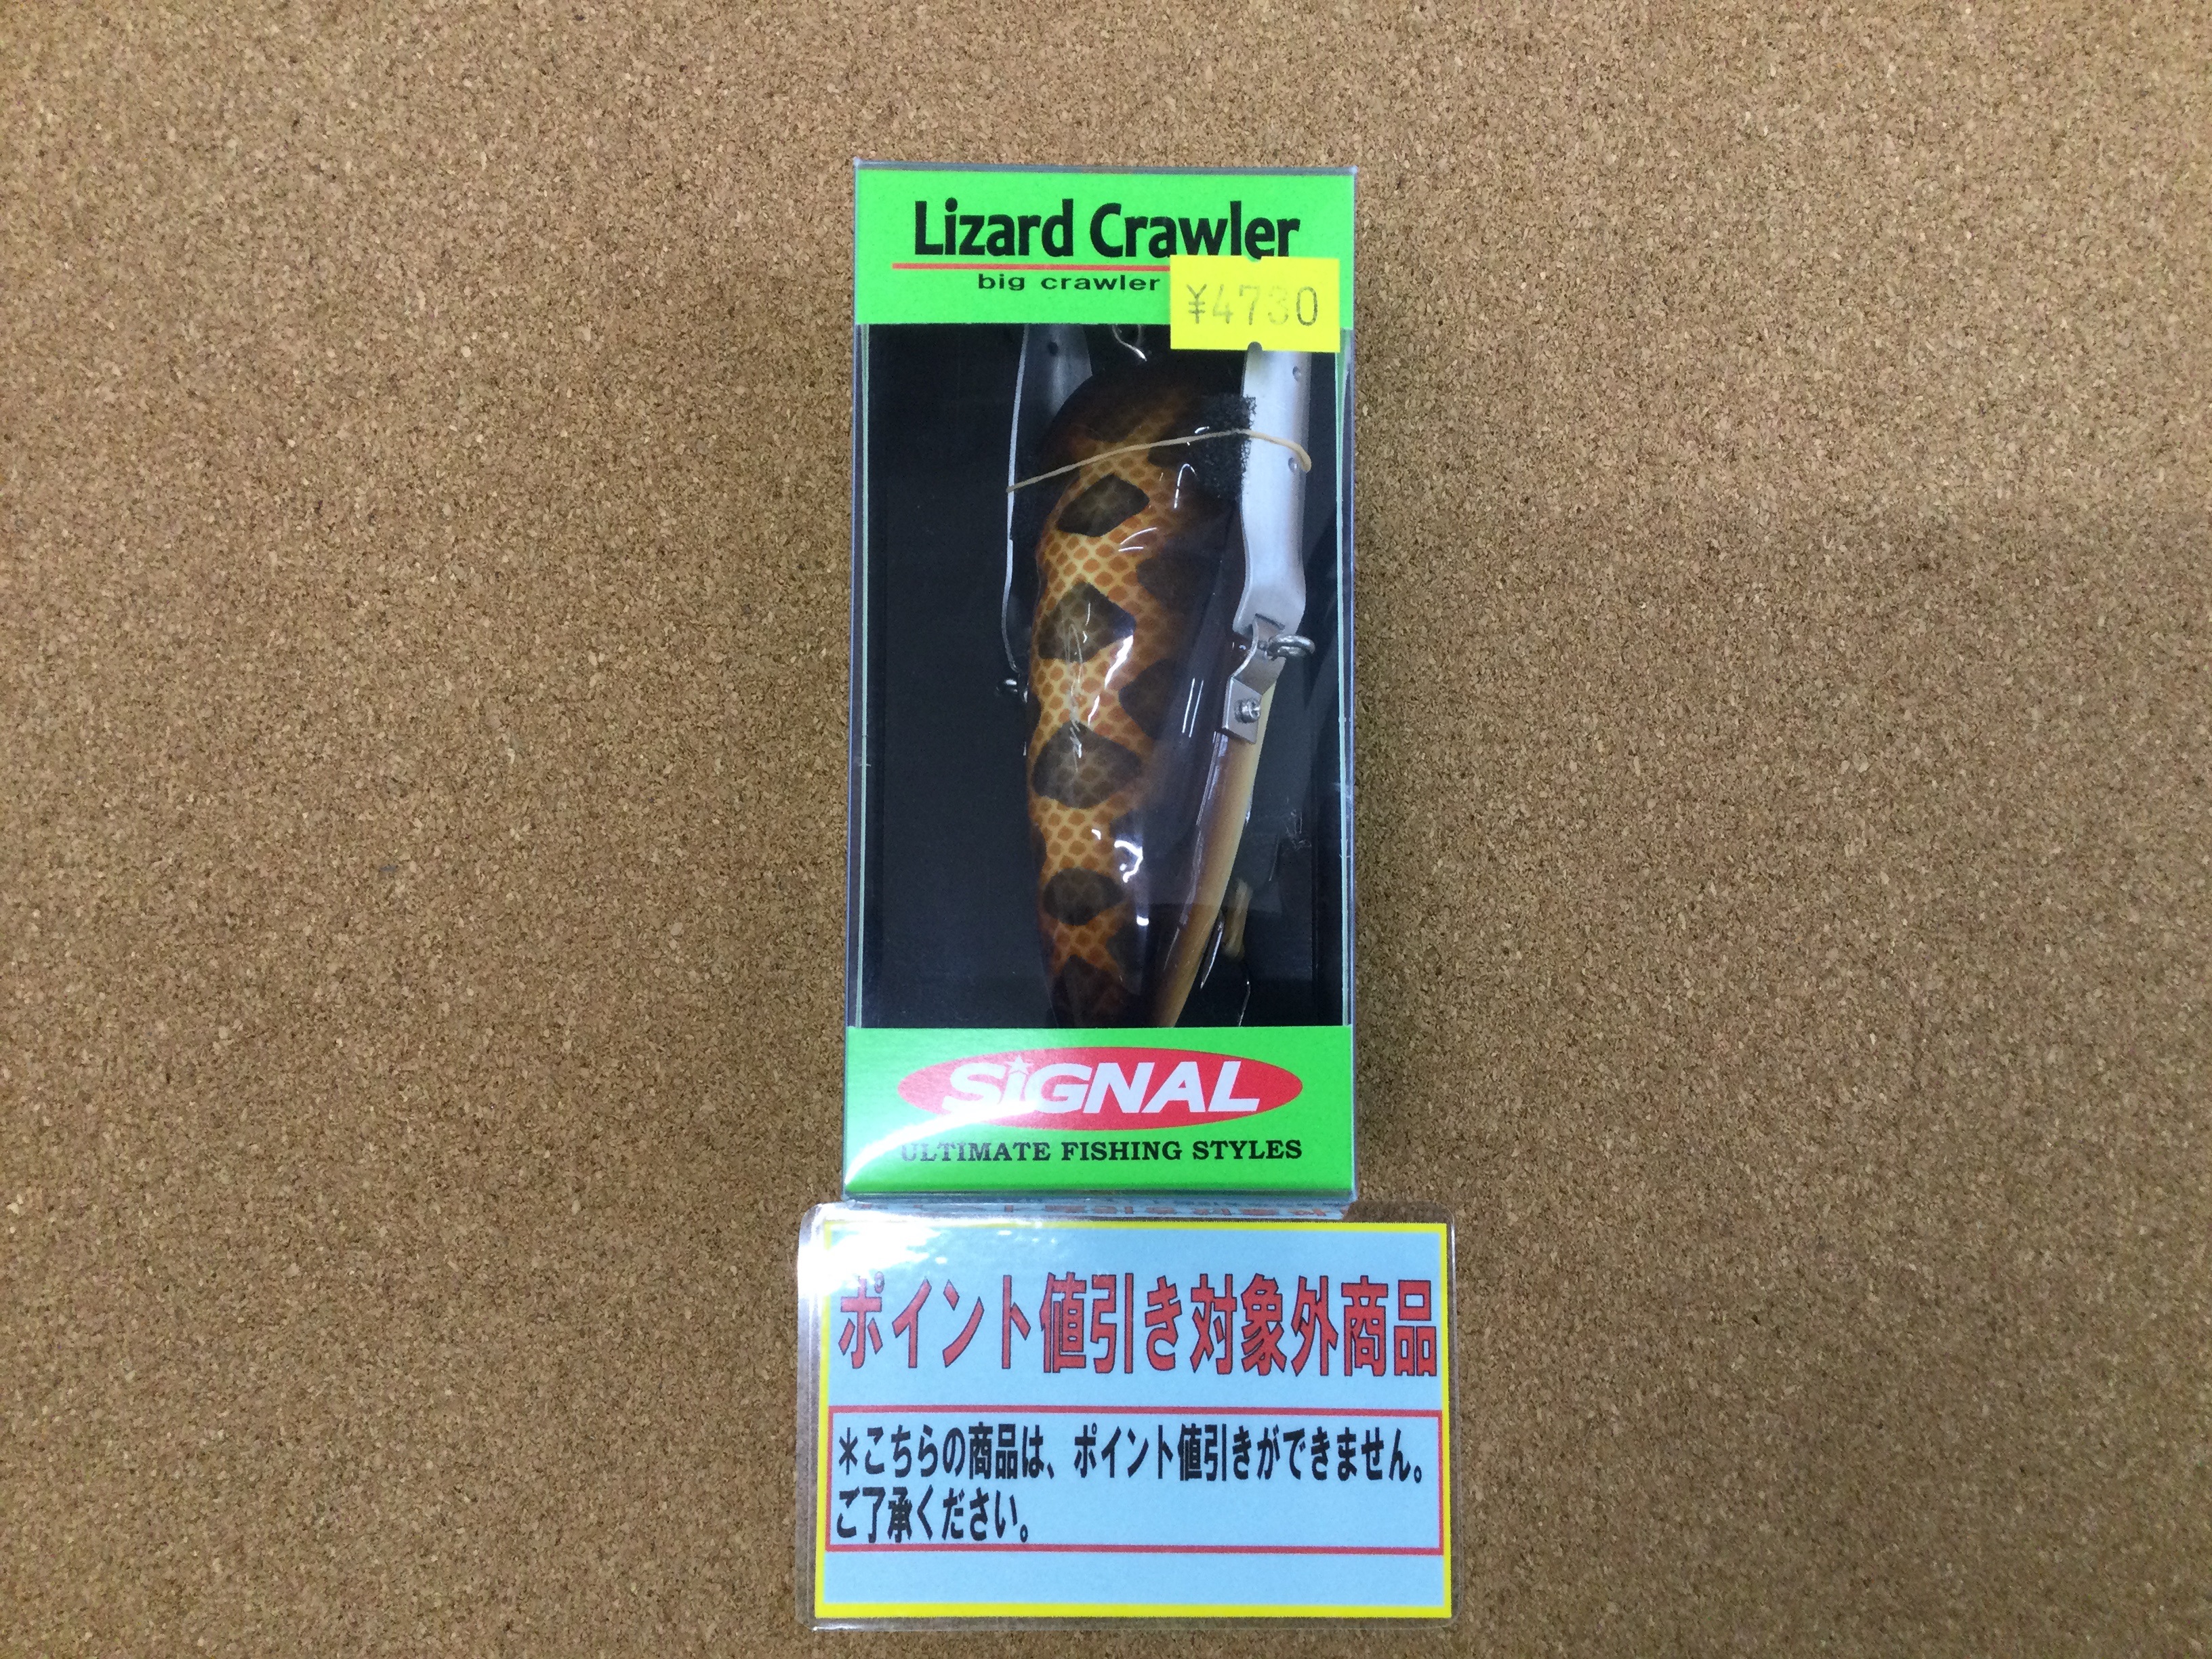 Lizard Crawler
big crawler
¥4730
SiGNAL
ULTIMATE FISHING STYLES
ポイント値引き対象外商品
*こちらの商品は、ポイント値引きができません。
ご了承ください。